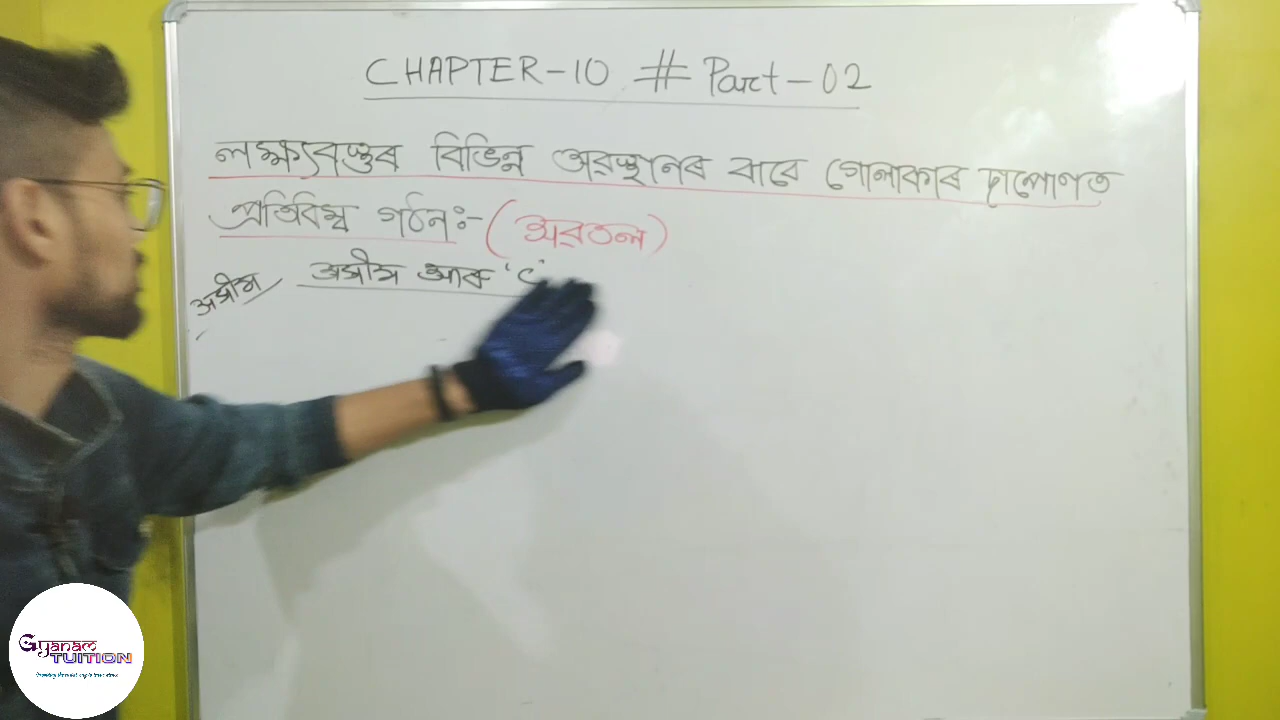 CHAPTER-10 # Part-02
লক্ষ্যবস্তুৰ বিভিন্ন অৱস্থানৰ বাবে গোলাকাৰ দাপোণত
প্ৰতিবিম্ব গঠনঃ- (অৱতল)
অসীম অসীম আৰু 'C'
Gyanam
TUITION